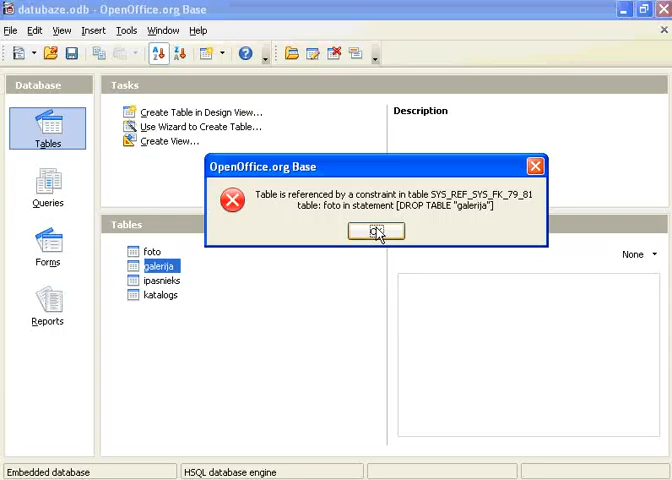 datubaze.odb - OpenOffice.org Base
File Edit View Insert Tools Window Help
Database
Tasks
Tables
Queries
Forms
Reports
Create Table in Design View...
Use Wizard to Create Table...
Create View...
Description
OpenOffice.org Base
Table is referenced by a constraint in table SYS_REF_SYS_FK_79_81
table: foto in statement [DROP TABLE "galerija"]
Tables
foto
galerija
ipasnieks
katalogs
None
Embedded database
HSQL database engine